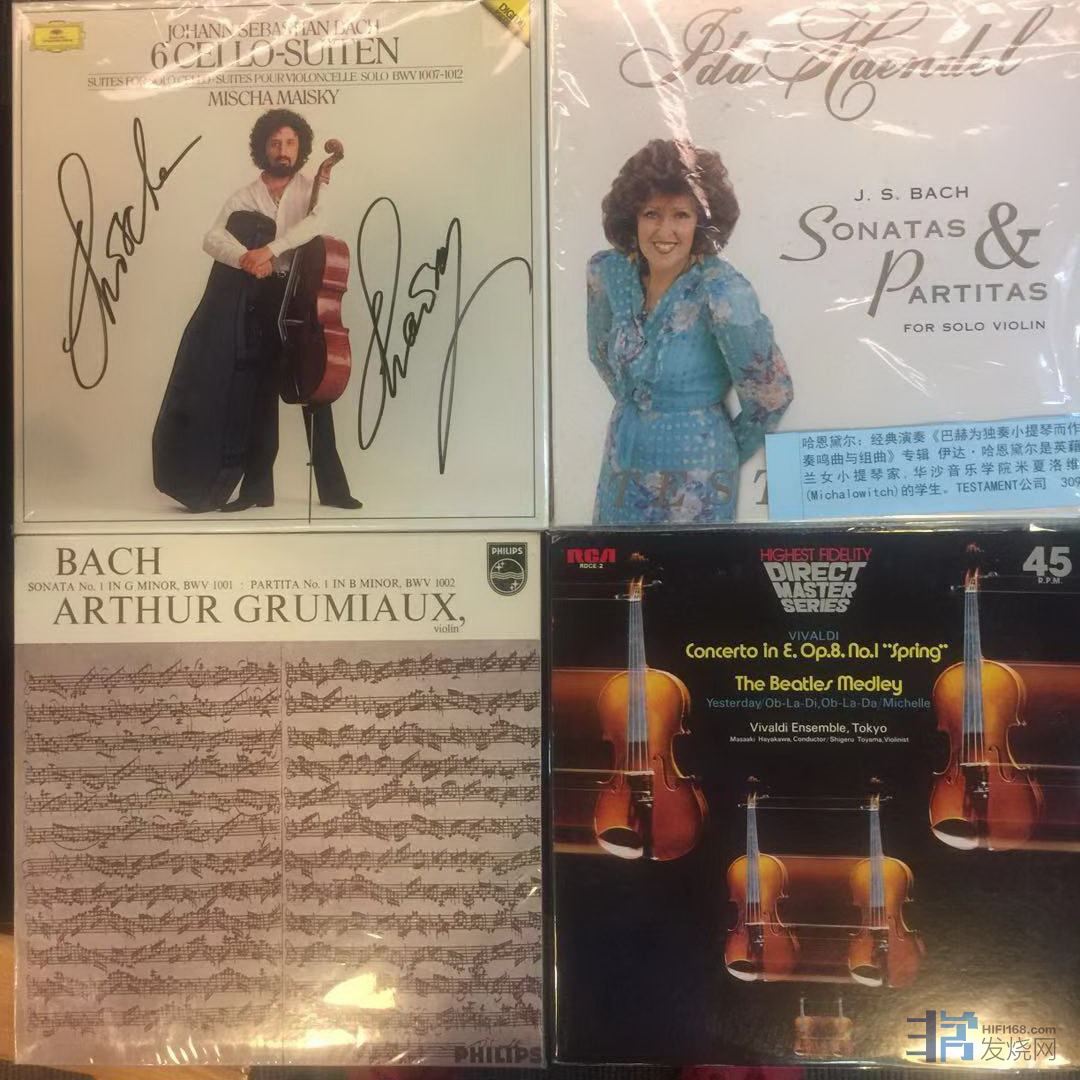 DIGITAL
JOHANN SEBASTIAN BACH
6 CELLO-SUITEN
SUITES FOR SOLO CELLO · SUITES POUR VIOLONCELLE SOLO BWV 1007-1012
MISCHA MAISKY
Ida Haendel
J. S. BACH
SONATAS &
PARTITAS
FOR SOLO VIOLIN
TEST
哈恩黛尔：经典演奏《巴赫为独奏小提琴而作
奏鸣曲与组曲》专辑 伊达·哈恩黛尔是英籍
兰女小提琴家，华沙音乐学院米夏洛维
(Michalowitch)的学生。TESTAMENT公司 309
BACH
SONATA No. 1 IN G MINOR, BWV 1001 : PARTITA No. 1 IN B MINOR, BWV 1002
ARTHUR GRUMIAUX,
violin
PHILIPS
PHILIPS
RCA
RDCE-2
HIGHEST FIDELITY
DIRECT
MASTER
SERIES
45
R.P.M.
VIVALDI
Concerto in E, Op.8, No.1 "Spring"
The Beatles Medley
Yesterday/Ob-La-Di, Ob-La-Da/Michelle
Vivaldi Ensemble, Tokyo
Masaaki Hayakawa, Conductor/Shigeru Toyama, Violinist
HIFI168.com
发烧网